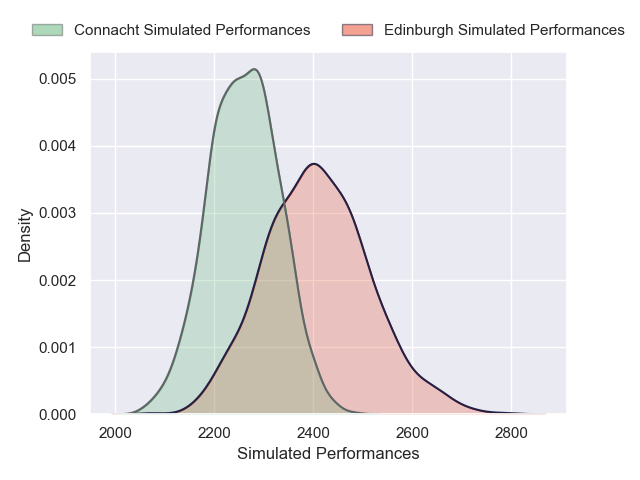 Connacht Simulated Performances Edinburgh Simulated Performances
0.005
0.004
0.003
0.002
0.001
0.000
Density
2000 2200 2400 2600 2800
Simulated Performances